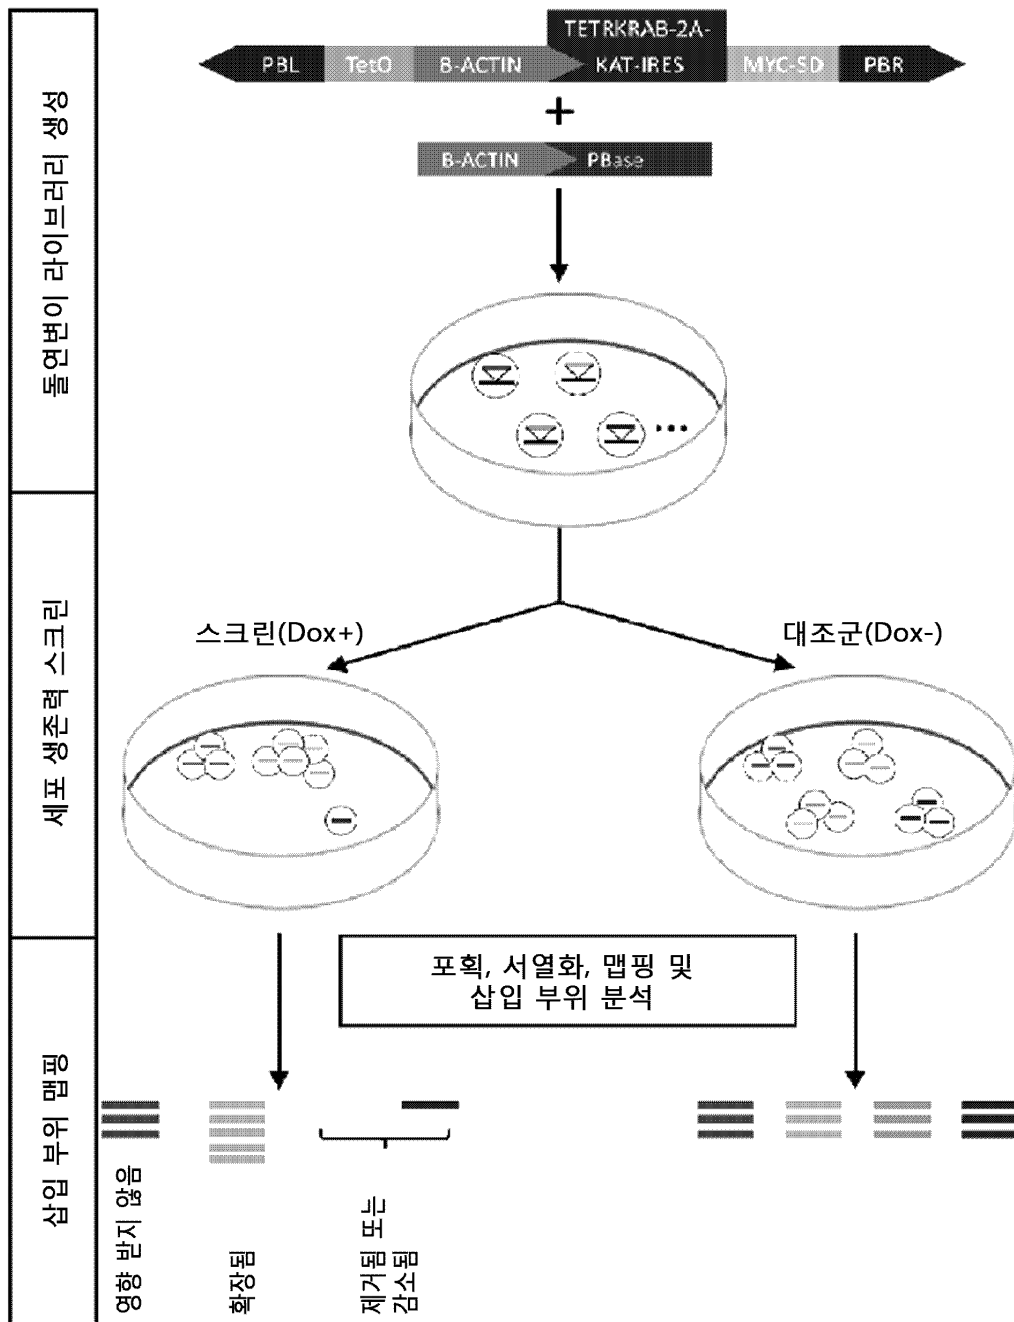 돌연변이 라이브러리 생성
TETRKRAB-2A-
PBL TetO B-ACTIN KAT-IRES MYC-SD PBR
+
B-ACTIN PBase
세포 생존력 스크린
스크린(Dox+) 대조군(Dox-)
삽입 부위 맵핑
포획, 서열화, 맵핑 및
삽입 부위 분석
영향 받지 않음
확장됨
제거됨 또는
감소됨